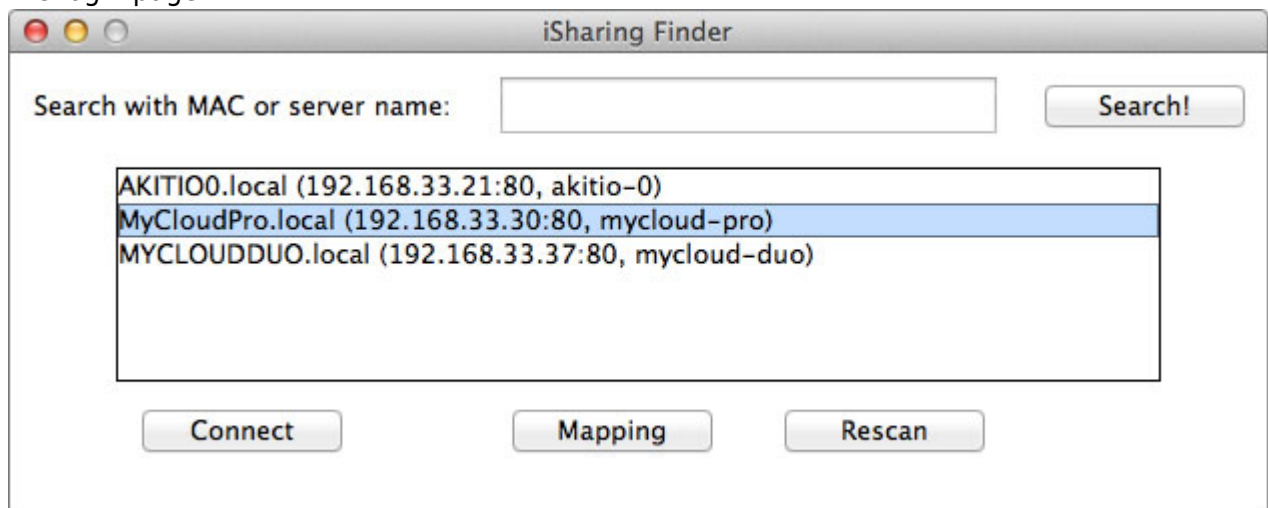 iSharing Finder
Search with MAC or server name:
Search!
AKITIO0.local (192.168.33.21:80, akitio-0)
MyCloudPro.local (192.168.33.30:80, mycloud-pro)
MYCLOUDDUO.local (192.168.33.37:80, mycloud-duo)
Connect
Mapping
Rescan